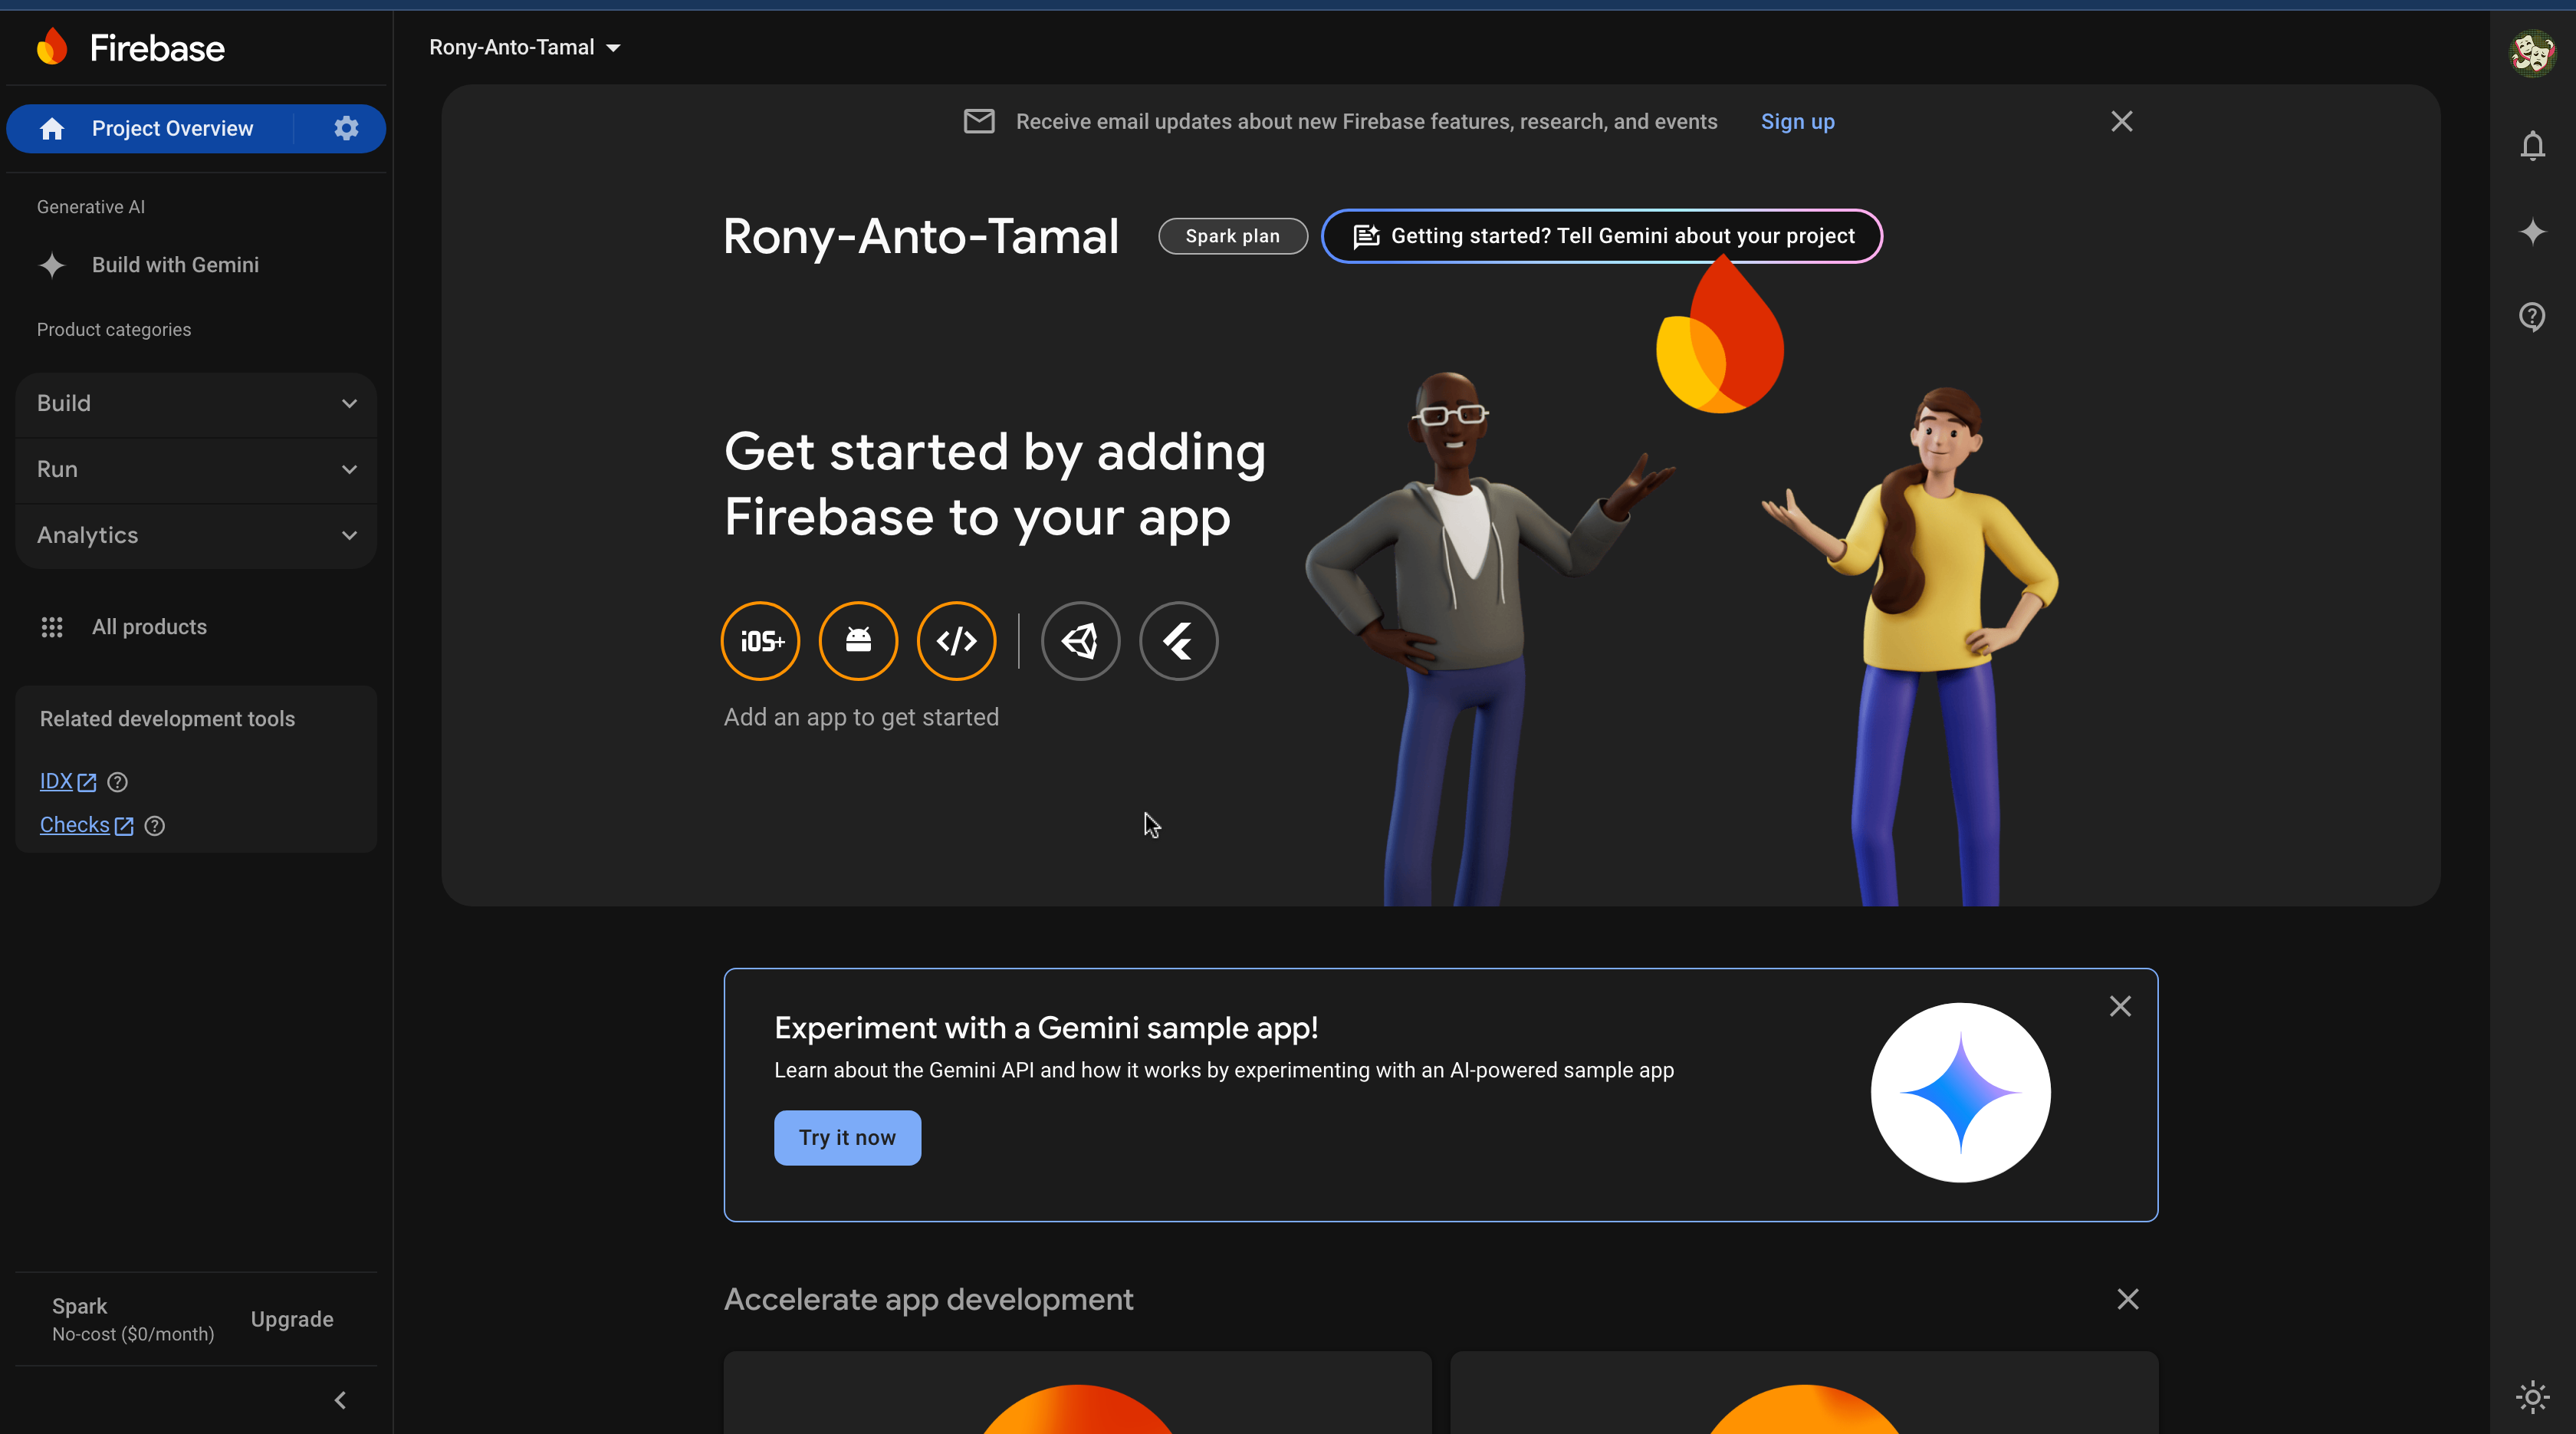 Firebase
Rony-Anto-Tamal
Project Overview
Generative AI
Build with Gemini
Product categories
Build
Run
Analytics
All products
Related development tools
IDX
Checks
Spark
No-cost ($0/month)
Upgrade
Receive email updates about new Firebase features, research, and events Sign up
Rony-Anto-Tamal
Spark plan
Getting started? Tell Gemini about your project
Get started by adding
Firebase to your app
iOS+
Add an app to get started
Experiment with a Gemini sample app!
Learn about the Gemini API and how it works by experimenting with an AI-powered sample app
Try it now
Accelerate app development